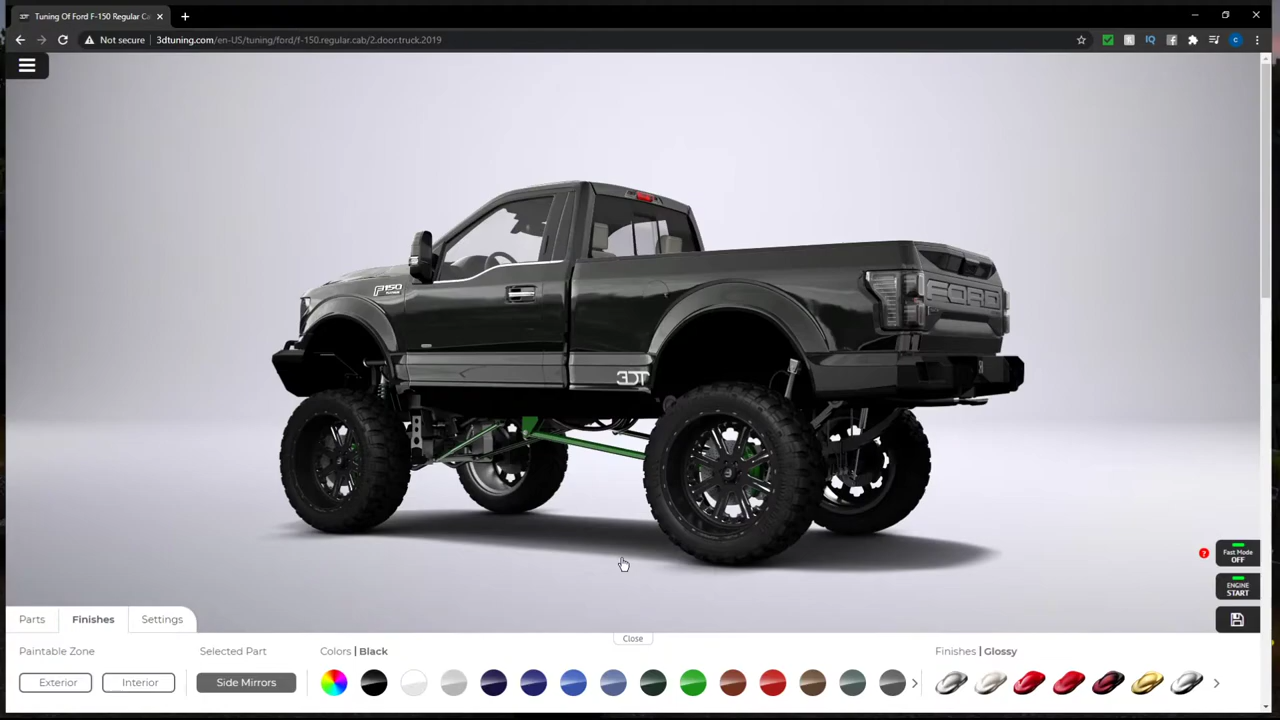 Tuning Of Ford F-150 Regular Ca
Not secure
3dtuning.com/en-US/tuning/ford/f-150.regular.cab/2.door.truck.2019
IQ
c
F150
FORD
3DT
?
Fast Mode
OFF
ENGINE
START
Parts
Finishes
Settings
Close
Paintable Zone
Selected Part
Colors | Black
Finishes | Glossy
Exterior
Interior
Side Mirrors